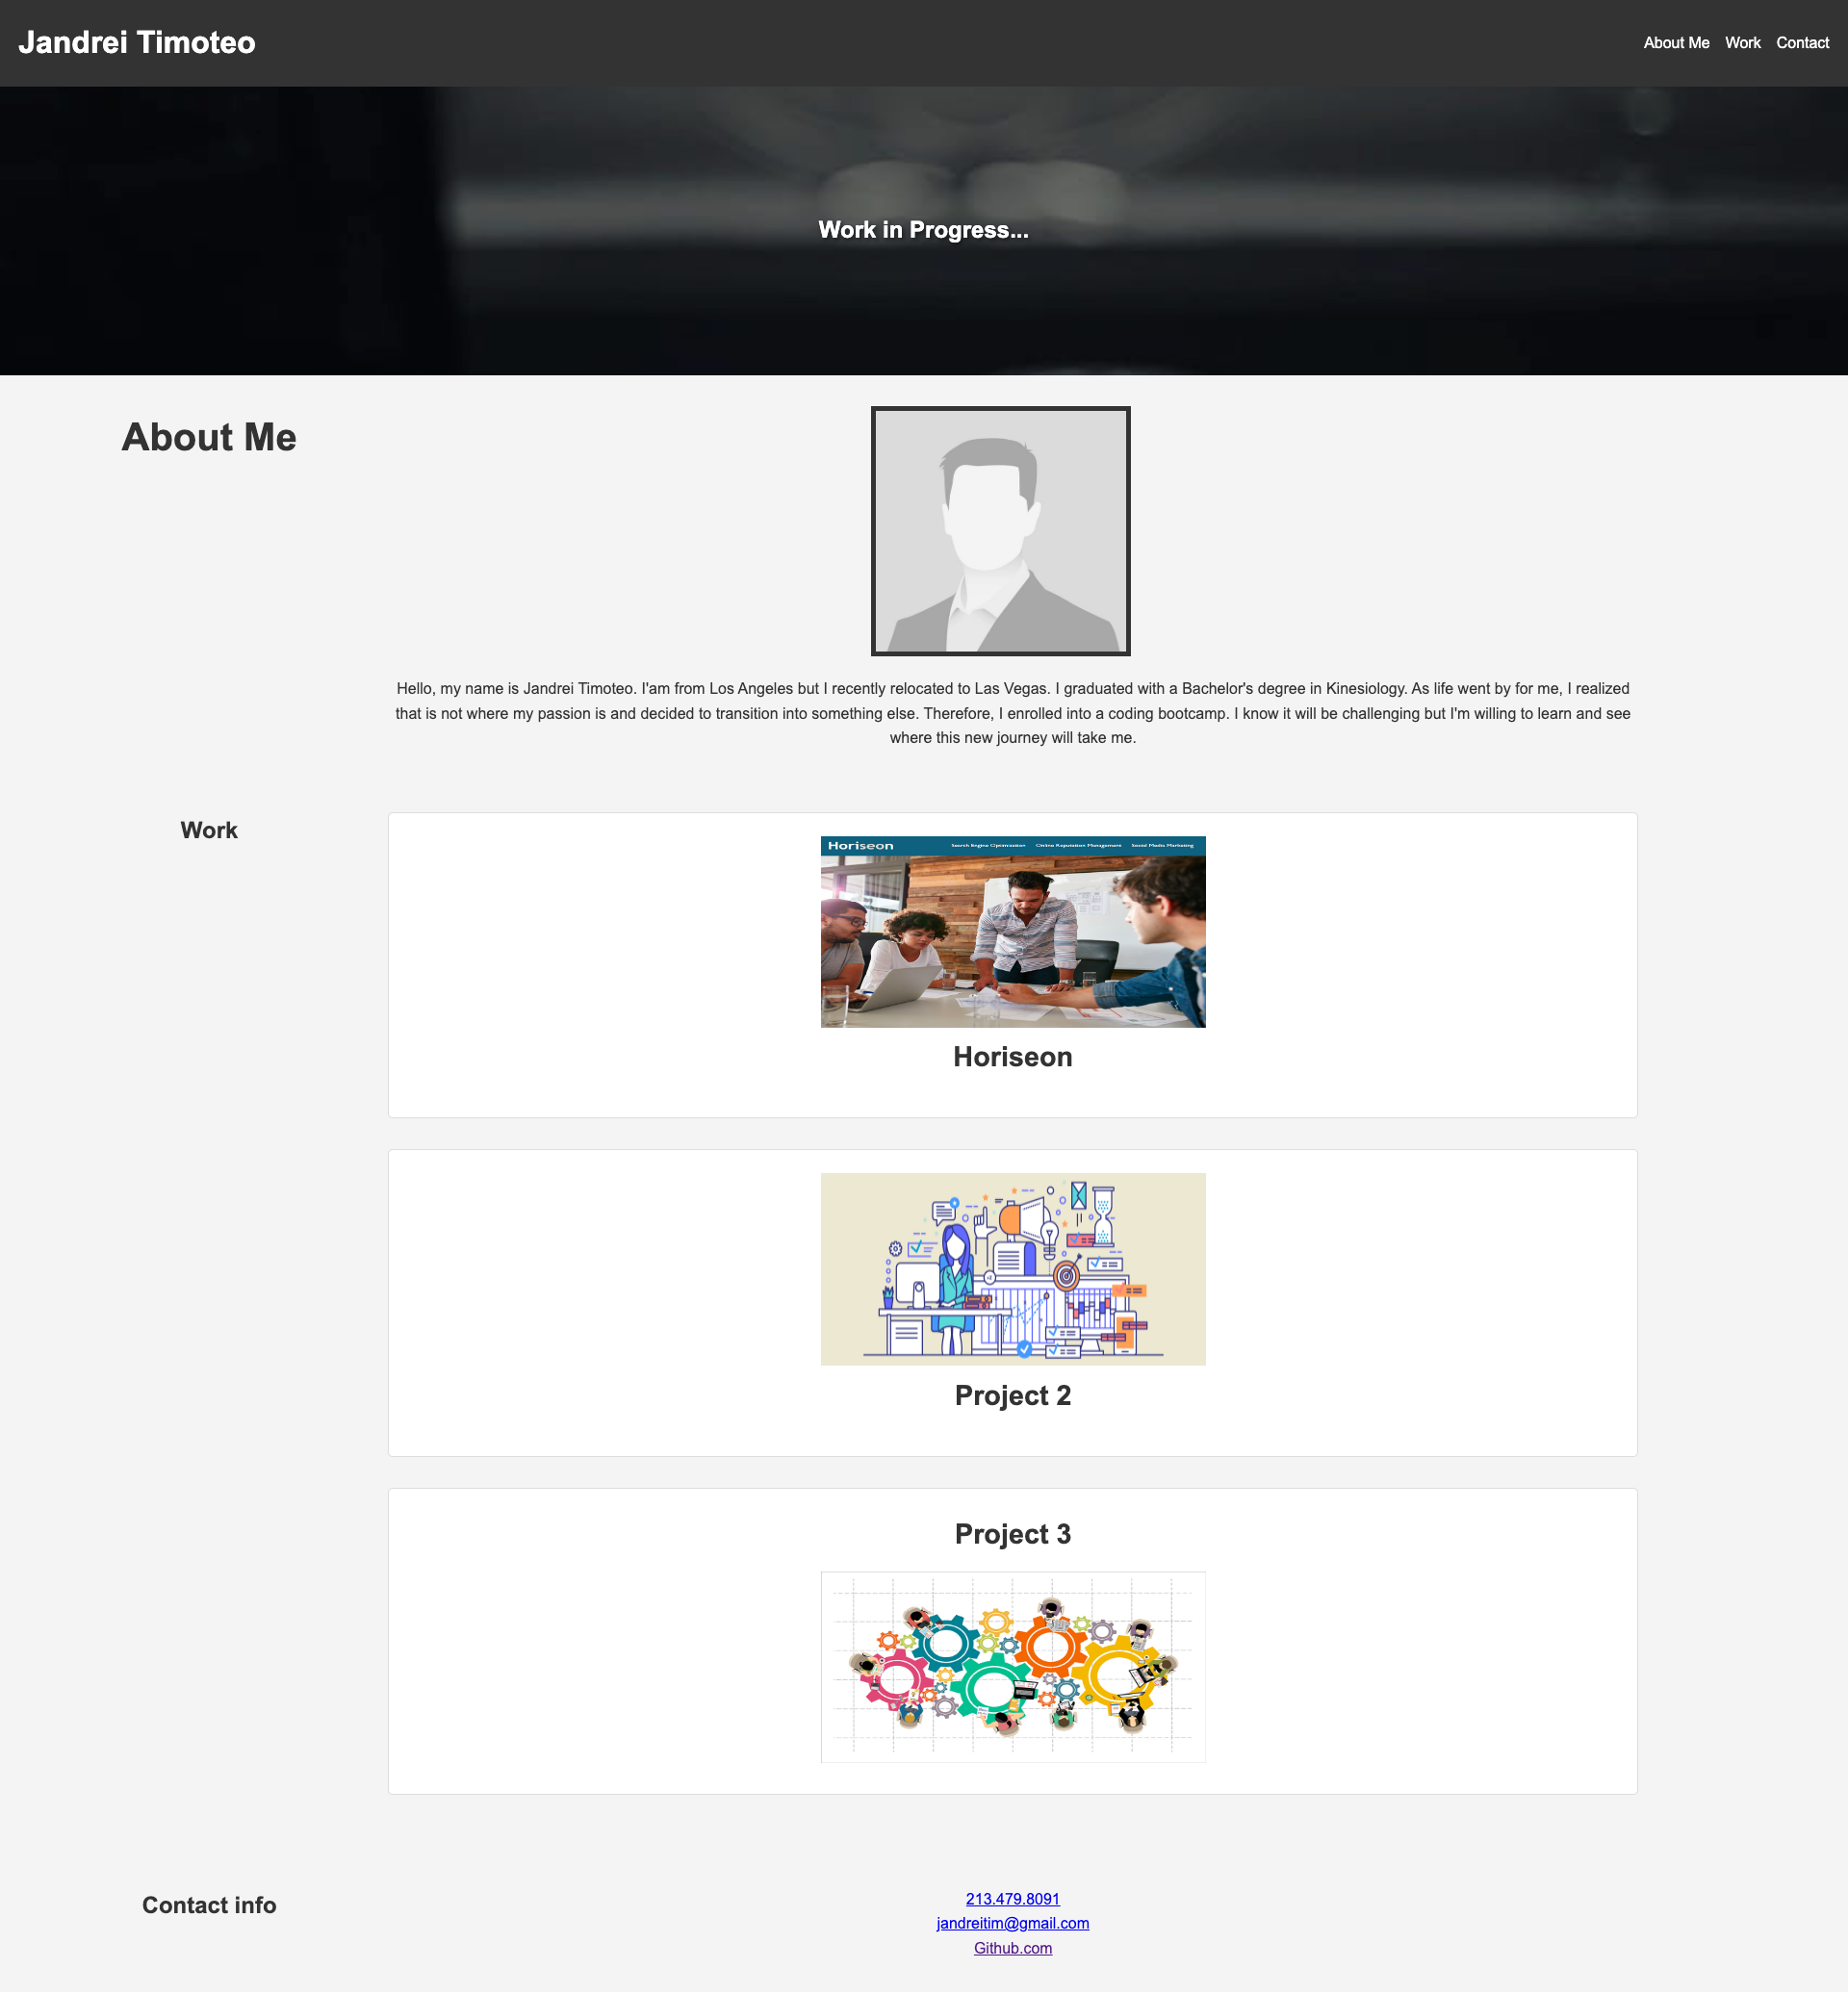 Jandrei Timoteo
About Me Work Contact
Work in Progress...
About Me
Hello, my name is Jandrei Timoteo. I'am from Los Angeles but I recently relocated to Las Vegas. I graduated with a Bachelor's degree in Kinesiology. As life went by for me, I realized
that is not where my passion is and decided to transition into something else. Therefore, I enrolled into a coding bootcamp. I know it will be challenging but I'm willing to learn and see
where this new journey will take me.
Work
Horiseon
Search Engine Optimization Online Reputation Management Social Media Marketing
Horiseon
Project 2
Project 3
Contact info
213.479.8091
jandreitim@gmail.com
Github.com